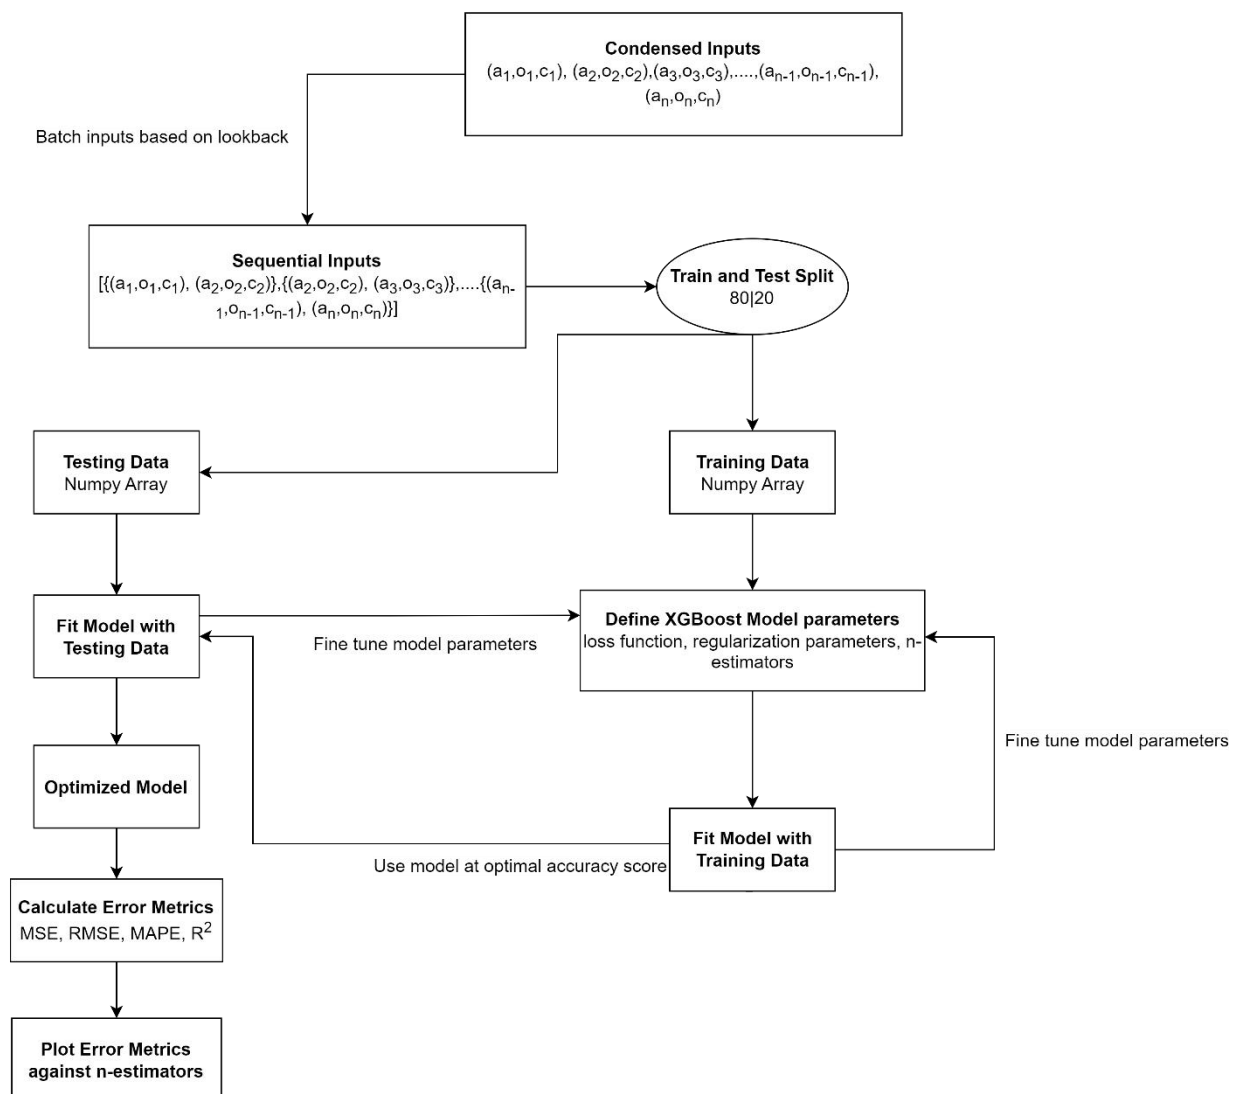 Condensed Inputs
(a1,o1,c1), (a2,o2,c2),(a3,o3,c3),....,(an-1,on-1,cn-1),
(an,on,cn)
Batch inputs based on lookback
Sequential Inputs
[{(a1,o1,c1), (a2,o2,c2)},{(a2,o2,c2), (a3,o3,c3)},....{(an-
1,on-1,cn-1), (an,on,cn)}]
Train and Test Split
80|20
Testing Data
Numpy Array
Training Data
Numpy Array
Fit Model with
Testing Data
Fine tune model parameters
Define XGBoost Model parameters
loss function, regularization parameters, n-
estimators
Fine tune model parameters
Optimized Model
Use model at optimal accuracy score
Fit Model with
Training Data
Calculate Error Metrics
MSE, RMSE, MAPE, R2
Plot Error Metrics
against n-estimators